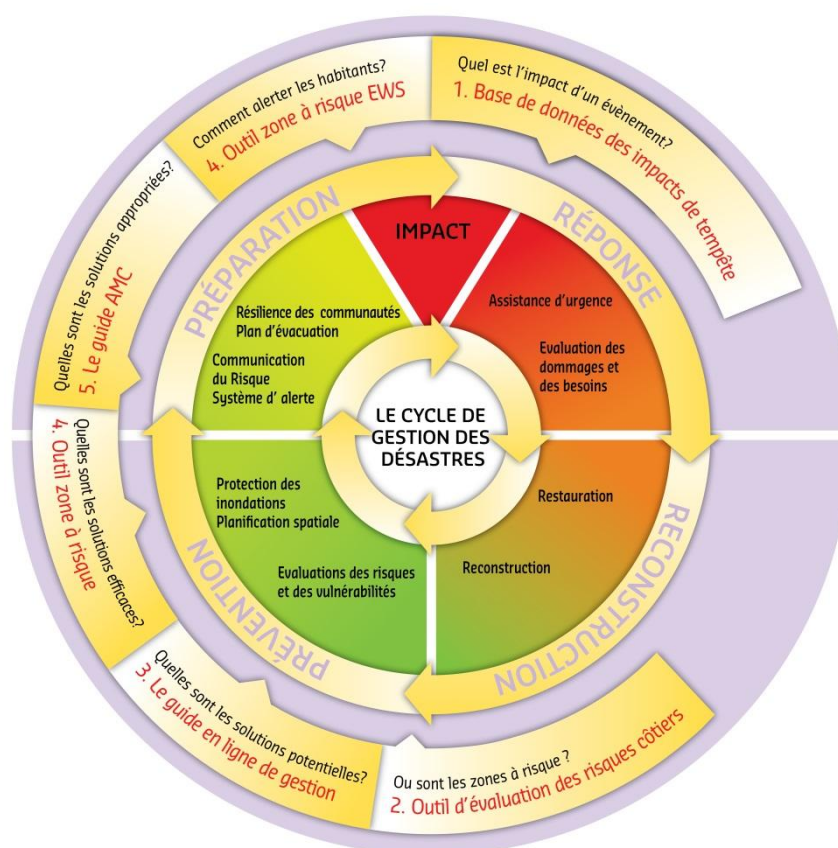 Quel est l'impact d'un évènement?
1. Base de données des impacts de tempête
Comment alerter les habitants?
4. Outil zone à risque EWS
Quelles sont les solutions appropriées?
5. Le guide AMC
Quelles sont les solutions efficaces?
4. Outil zone à risque
Quelles sont les solutions potentielles?
3. Le guide en ligne de gestion
Ou sont les zones à risque ?
2. Outil d'évaluation des risques côtiers
PRÉPARATION
RÉPONSE
RECONSTRUCTION
PRÉVENTION
IMPACT
Résilience des communautés
Plan d'évacuation
Communication
du Risque
Système d' alerte
Assistance d'urgence
Evaluation des
dommages et
des besoins
LE CYCLE DE
GESTION DES
DÉSASTRES
Protection des
inondations
Planification spatiale
Evaluations des risques
et des vulnérabilités
Restauration
Reconstruction